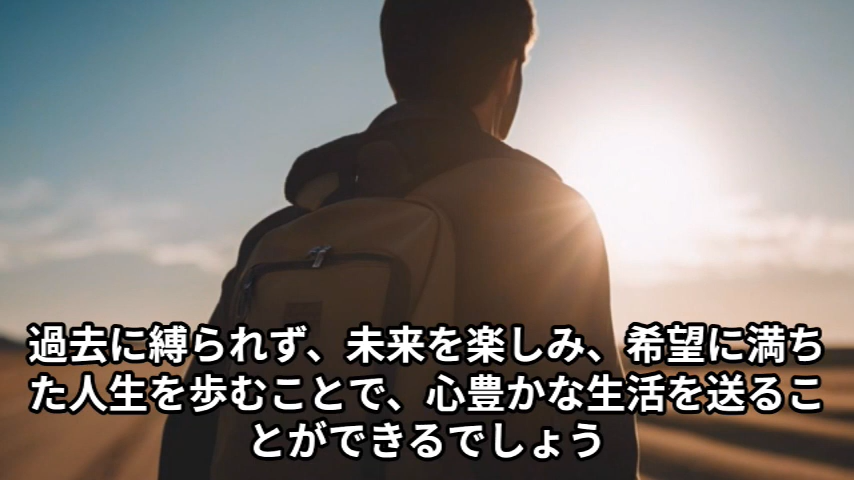 過去に縛られず、未来を楽しみ、希望に満ち
た人生を歩むことで、心豊かな生活を送るこ
とができるでしょう